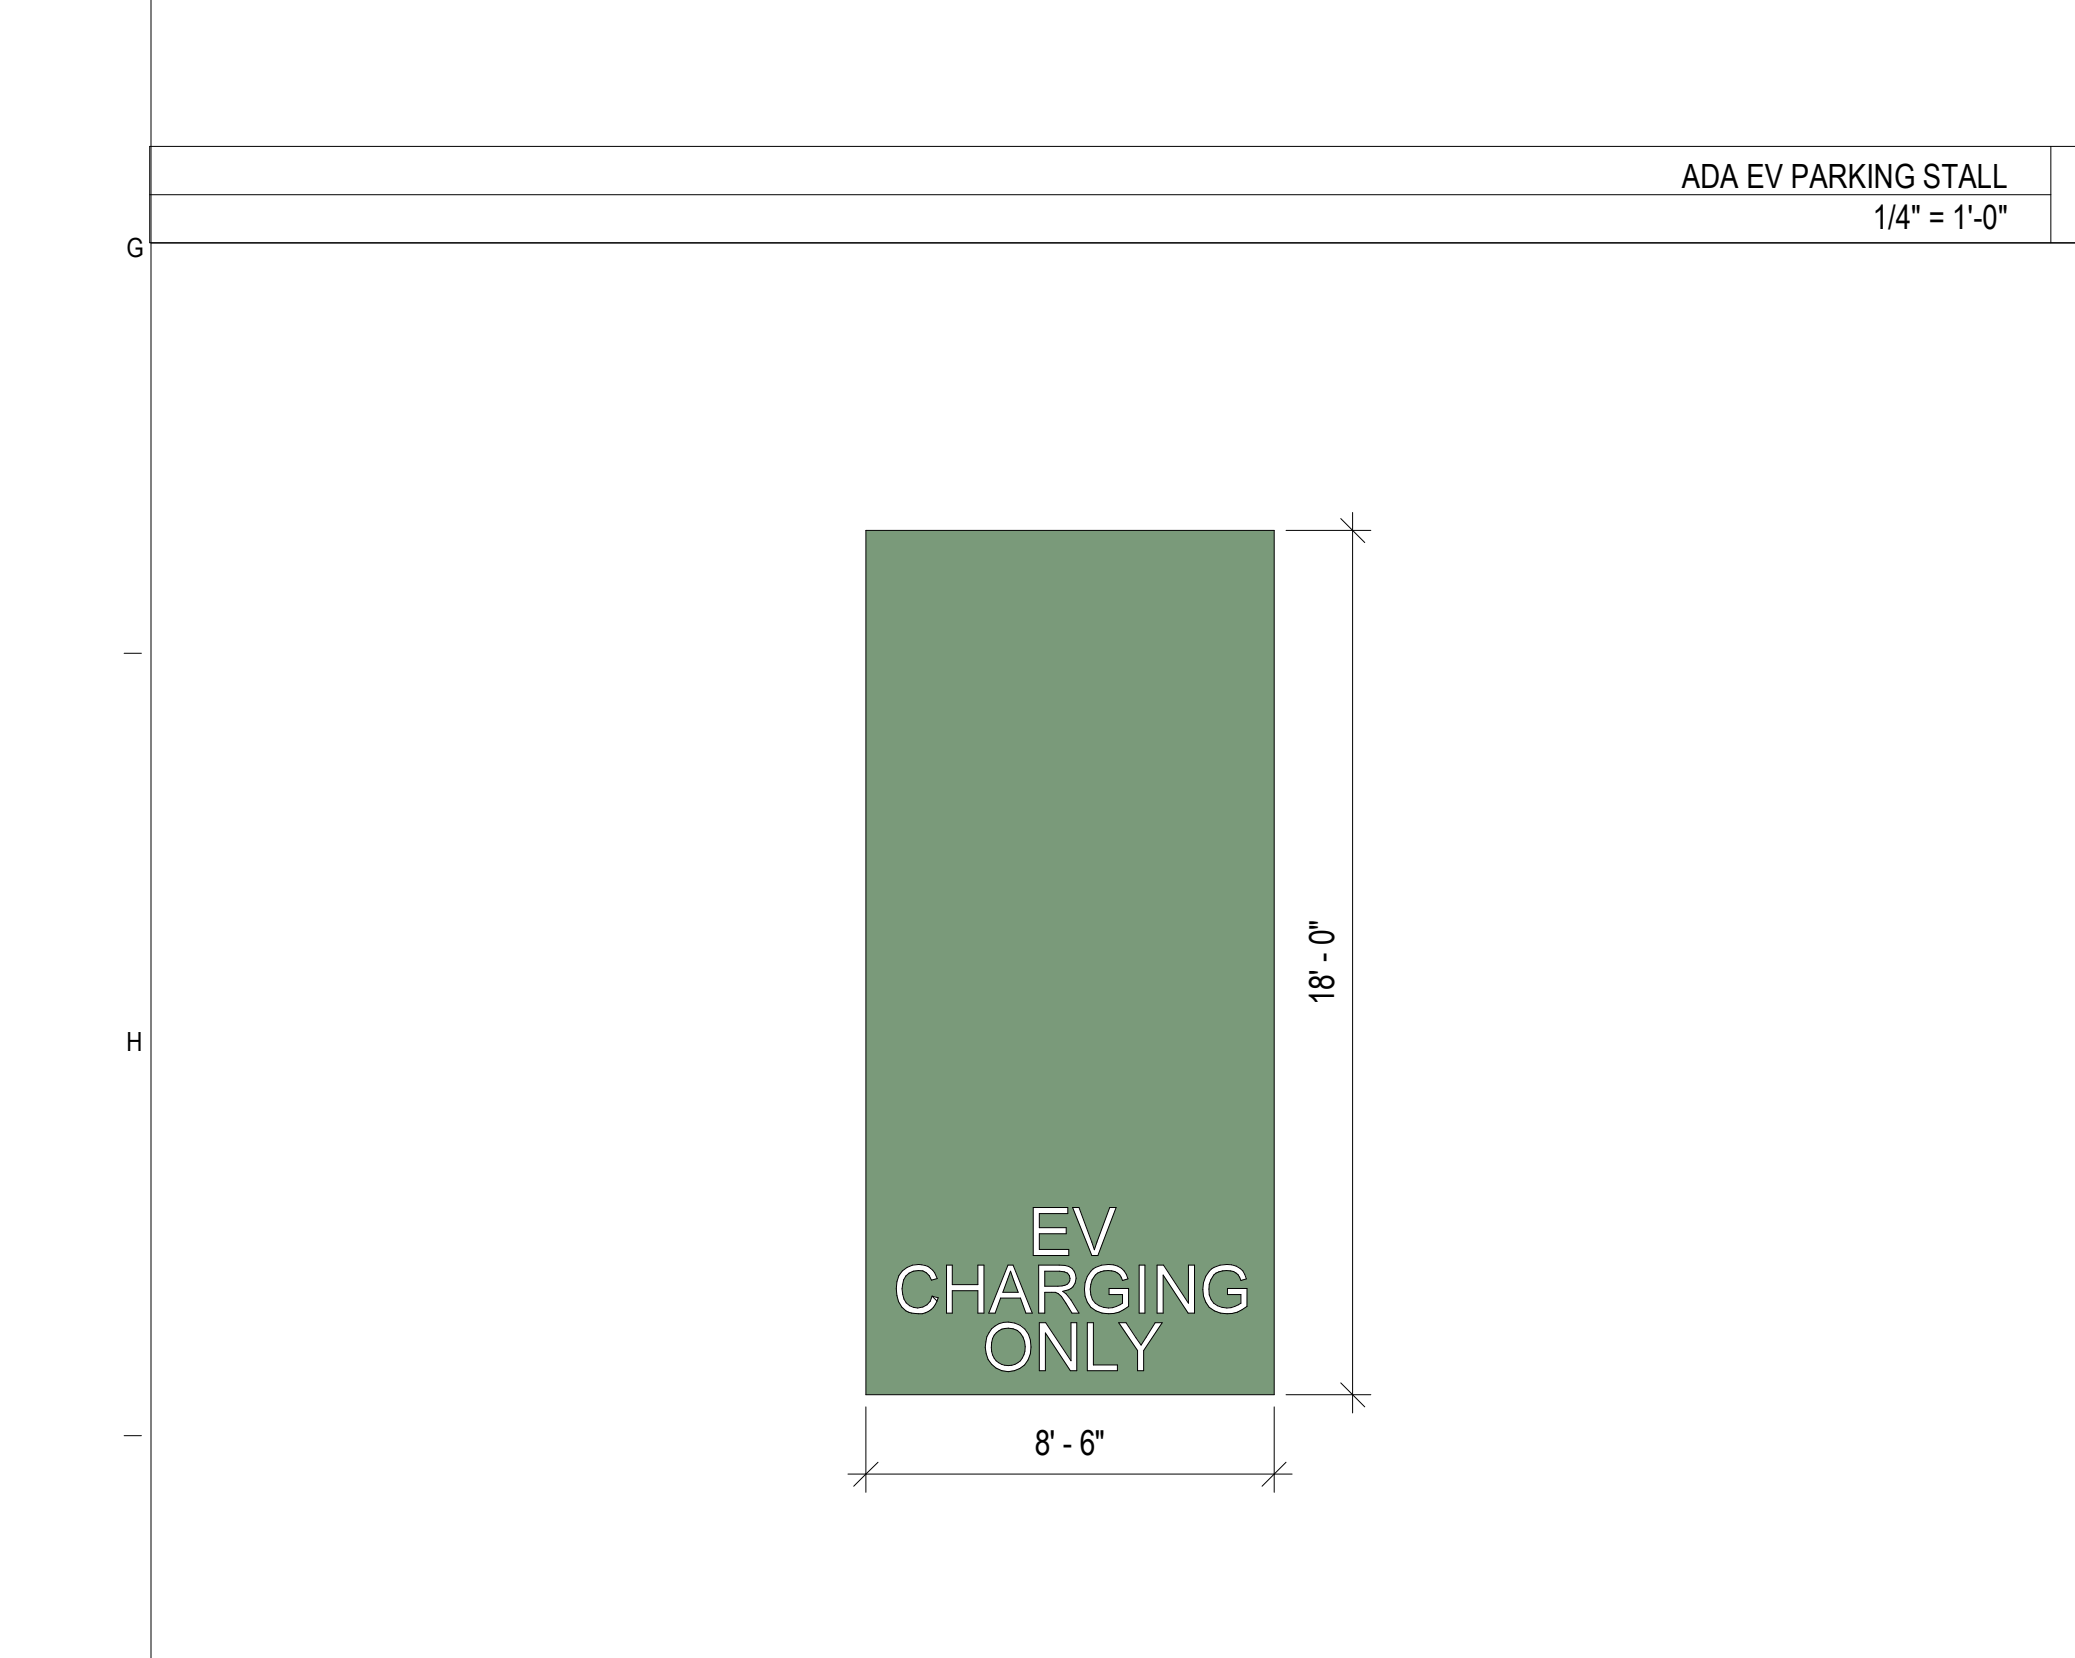 ADA EV PARKING STALL
1/4" = 1'-0"
G
H
18' - 0"
EV
CHARGING
ONLY
8' - 6"